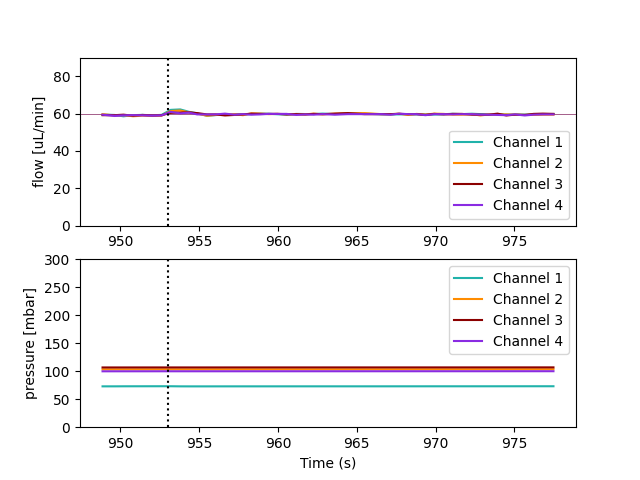 flow [uL/min]
80
60
40
20
0
Channel 1
Channel 2
Channel 3
Channel 4
950 955 960 965 970 975
pressure [mbar]
300
250
200
150
100
50
0
Channel 1
Channel 2
Channel 3
Channel 4
950 955 960 965 970 975
Time (s)